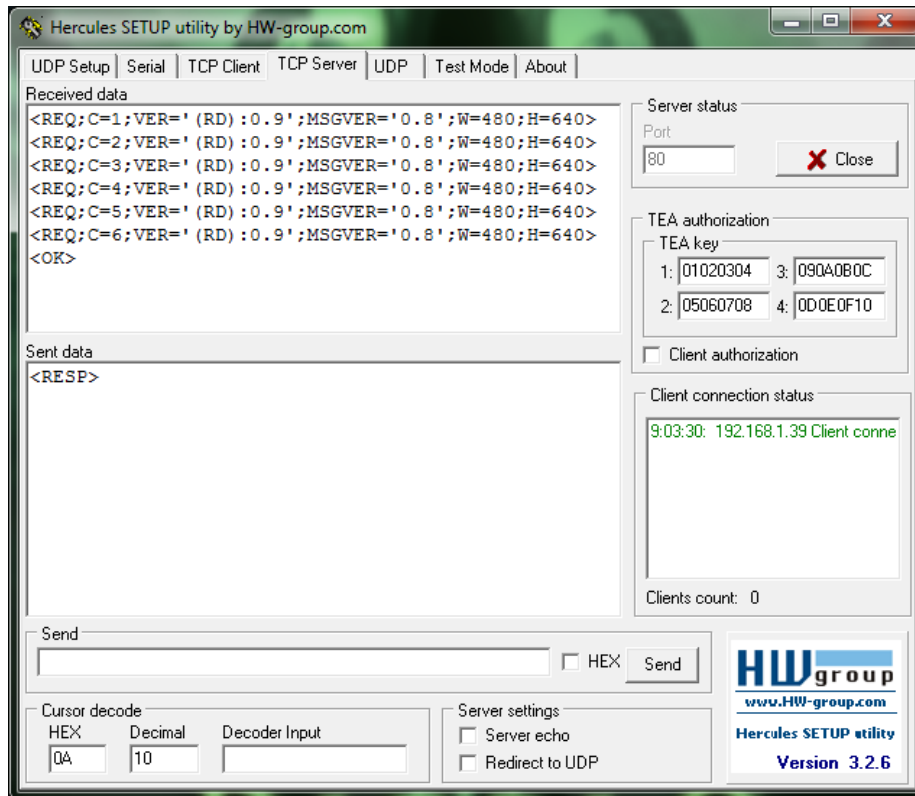 Hercules SETUP utility by HW-group.com
UDP Setup Serial TCP Client TCP Server UDP Test Mode About
Received data
<REQ;C=1;VER='(RD):0.9';MSGVER='0.8';W=480;H=640>
<REQ;C=2;VER='(RD):0.9';MSGVER='0.8';W=480;H=640>
<REQ;C=3;VER='(RD):0.9';MSGVER='0.8';W=480;H=640>
<REQ;C=4;VER='(RD):0.9';MSGVER='0.8';W=480;H=640>
<REQ;C=5;VER='(RD):0.9';MSGVER='0.8';W=480;H=640>
<REQ;C=6;VER='(RD):0.9';MSGVER='0.8';W=480;H=640>
<OK>
Sent data
<RESP>
Server status
Port
80 Close
TEA authorization
TEA key
1: 01020304 3: 090A0B0C
2: 05060708 4: 0D0E0F10
Client authorization
Client connection status
9:03:30: 192.168.1.39 Client conne
Clients count: 0
Send
HEX Send
Cursor decode
HEX Decimal Decoder Input
0A 10
Server settings
Server echo
Redirect to UDP
HW group
www.HW-group.com
Hercules SETUP utility
Version 3.2.6